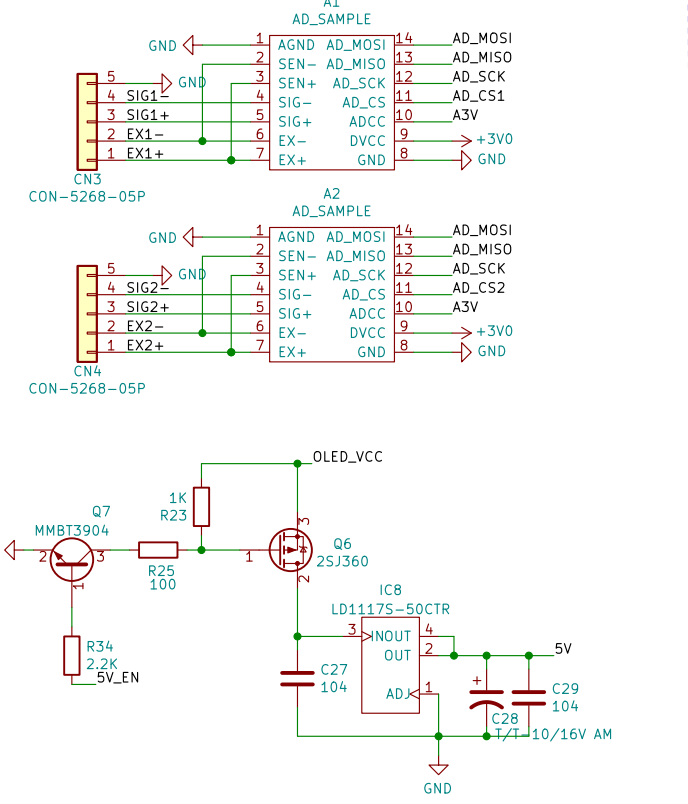 A1
AD_SAMPLE
GND 1 AGND AD_MOSI 14 AD_MOSI
2 SEN- AD_MISO 13 AD_MISO
5 GND 3 SEN+ AD_SCK 12 AD_SCK
4 SIG1- 4 SIG- AD_CS 11 AD_CS1
3 SIG1+ 5 SIG+ ADCC 10 A3V
2 EX1- 6 EX- DVCC 9 +3V0
1 EX1+ 7 EX+ GND 8 GND
CN3
CON-5268-05P
A2
AD_SAMPLE
GND 1 AGND AD_MOSI 14 AD_MOSI
2 SEN- AD_MISO 13 AD_MISO
5 GND 3 SEN+ AD_SCK 12 AD_SCK
4 SIG2- 4 SIG- AD_CS 11 AD_CS2
3 SIG2+ 5 SIG+ ADCC 10 A3V
2 EX2- 6 EX- DVCC 9 +3V0
1 EX2+ 7 EX+ GND 8 GND
CN4
CON-5268-05P
OLED_VCC
1K
R23
Q7
MMBT3904
2 3
1
R25
100
3
1
2
Q6
2SJ360
R34
2.2K
5V_EN
IC8
LD1117S-50CTR
3 INOUT 4
OUT 2 5V
ADJ 1
C27
104
+
C28
T/T-10/16V AM
C29
104
GND